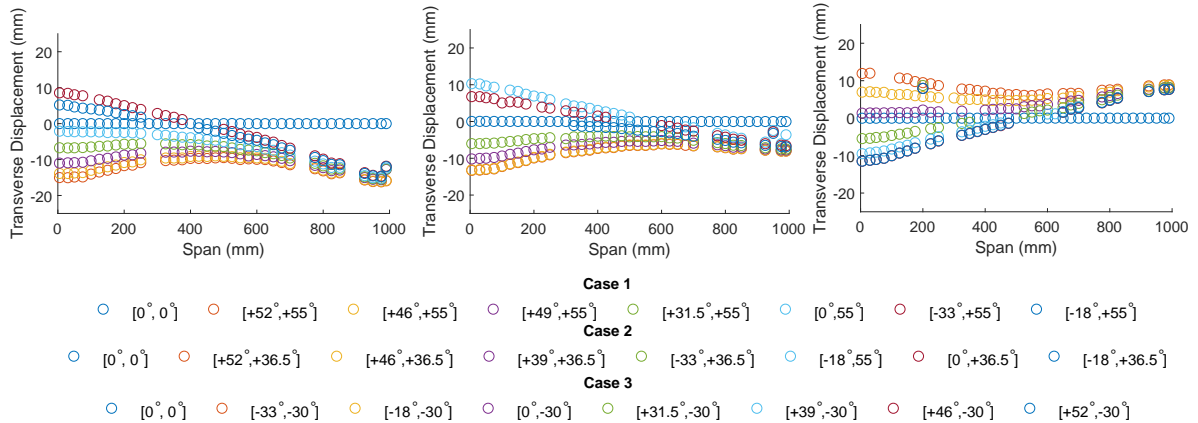 Transverse Displacement (mm)
20
10
0
-10
-20
0
200
400
600
800
1000
Span (mm)
Transverse Displacement (mm)
20
10
0
-10
-20
0
200
400
600
800
1000
Span (mm)
Transverse Displacement (mm)
20
10
0
-10
-20
0
200
400
600
800
1000
Span (mm)
Case 1
[0°, 0°] [+52°,+55°] [+46°,+55°] [+49°,+55°] [+31.5°,+55°] [0°,55°] [-33°,+55°] [-18°,+55°]
Case 2
[0°, 0°] [+52°,+36.5°] [+46°,+36.5°] [+39°,+36.5°] [-33°,+36.5°] [-18°,55°] [0°,+36.5°] [-18°,+36.5°]
Case 3
[0°, 0°] [-33°,-30°] [-18°,-30°] [0°,-30°] [+31.5°,-30°] [+39°,-30°] [+46°,-30°] [+52°,-30°]